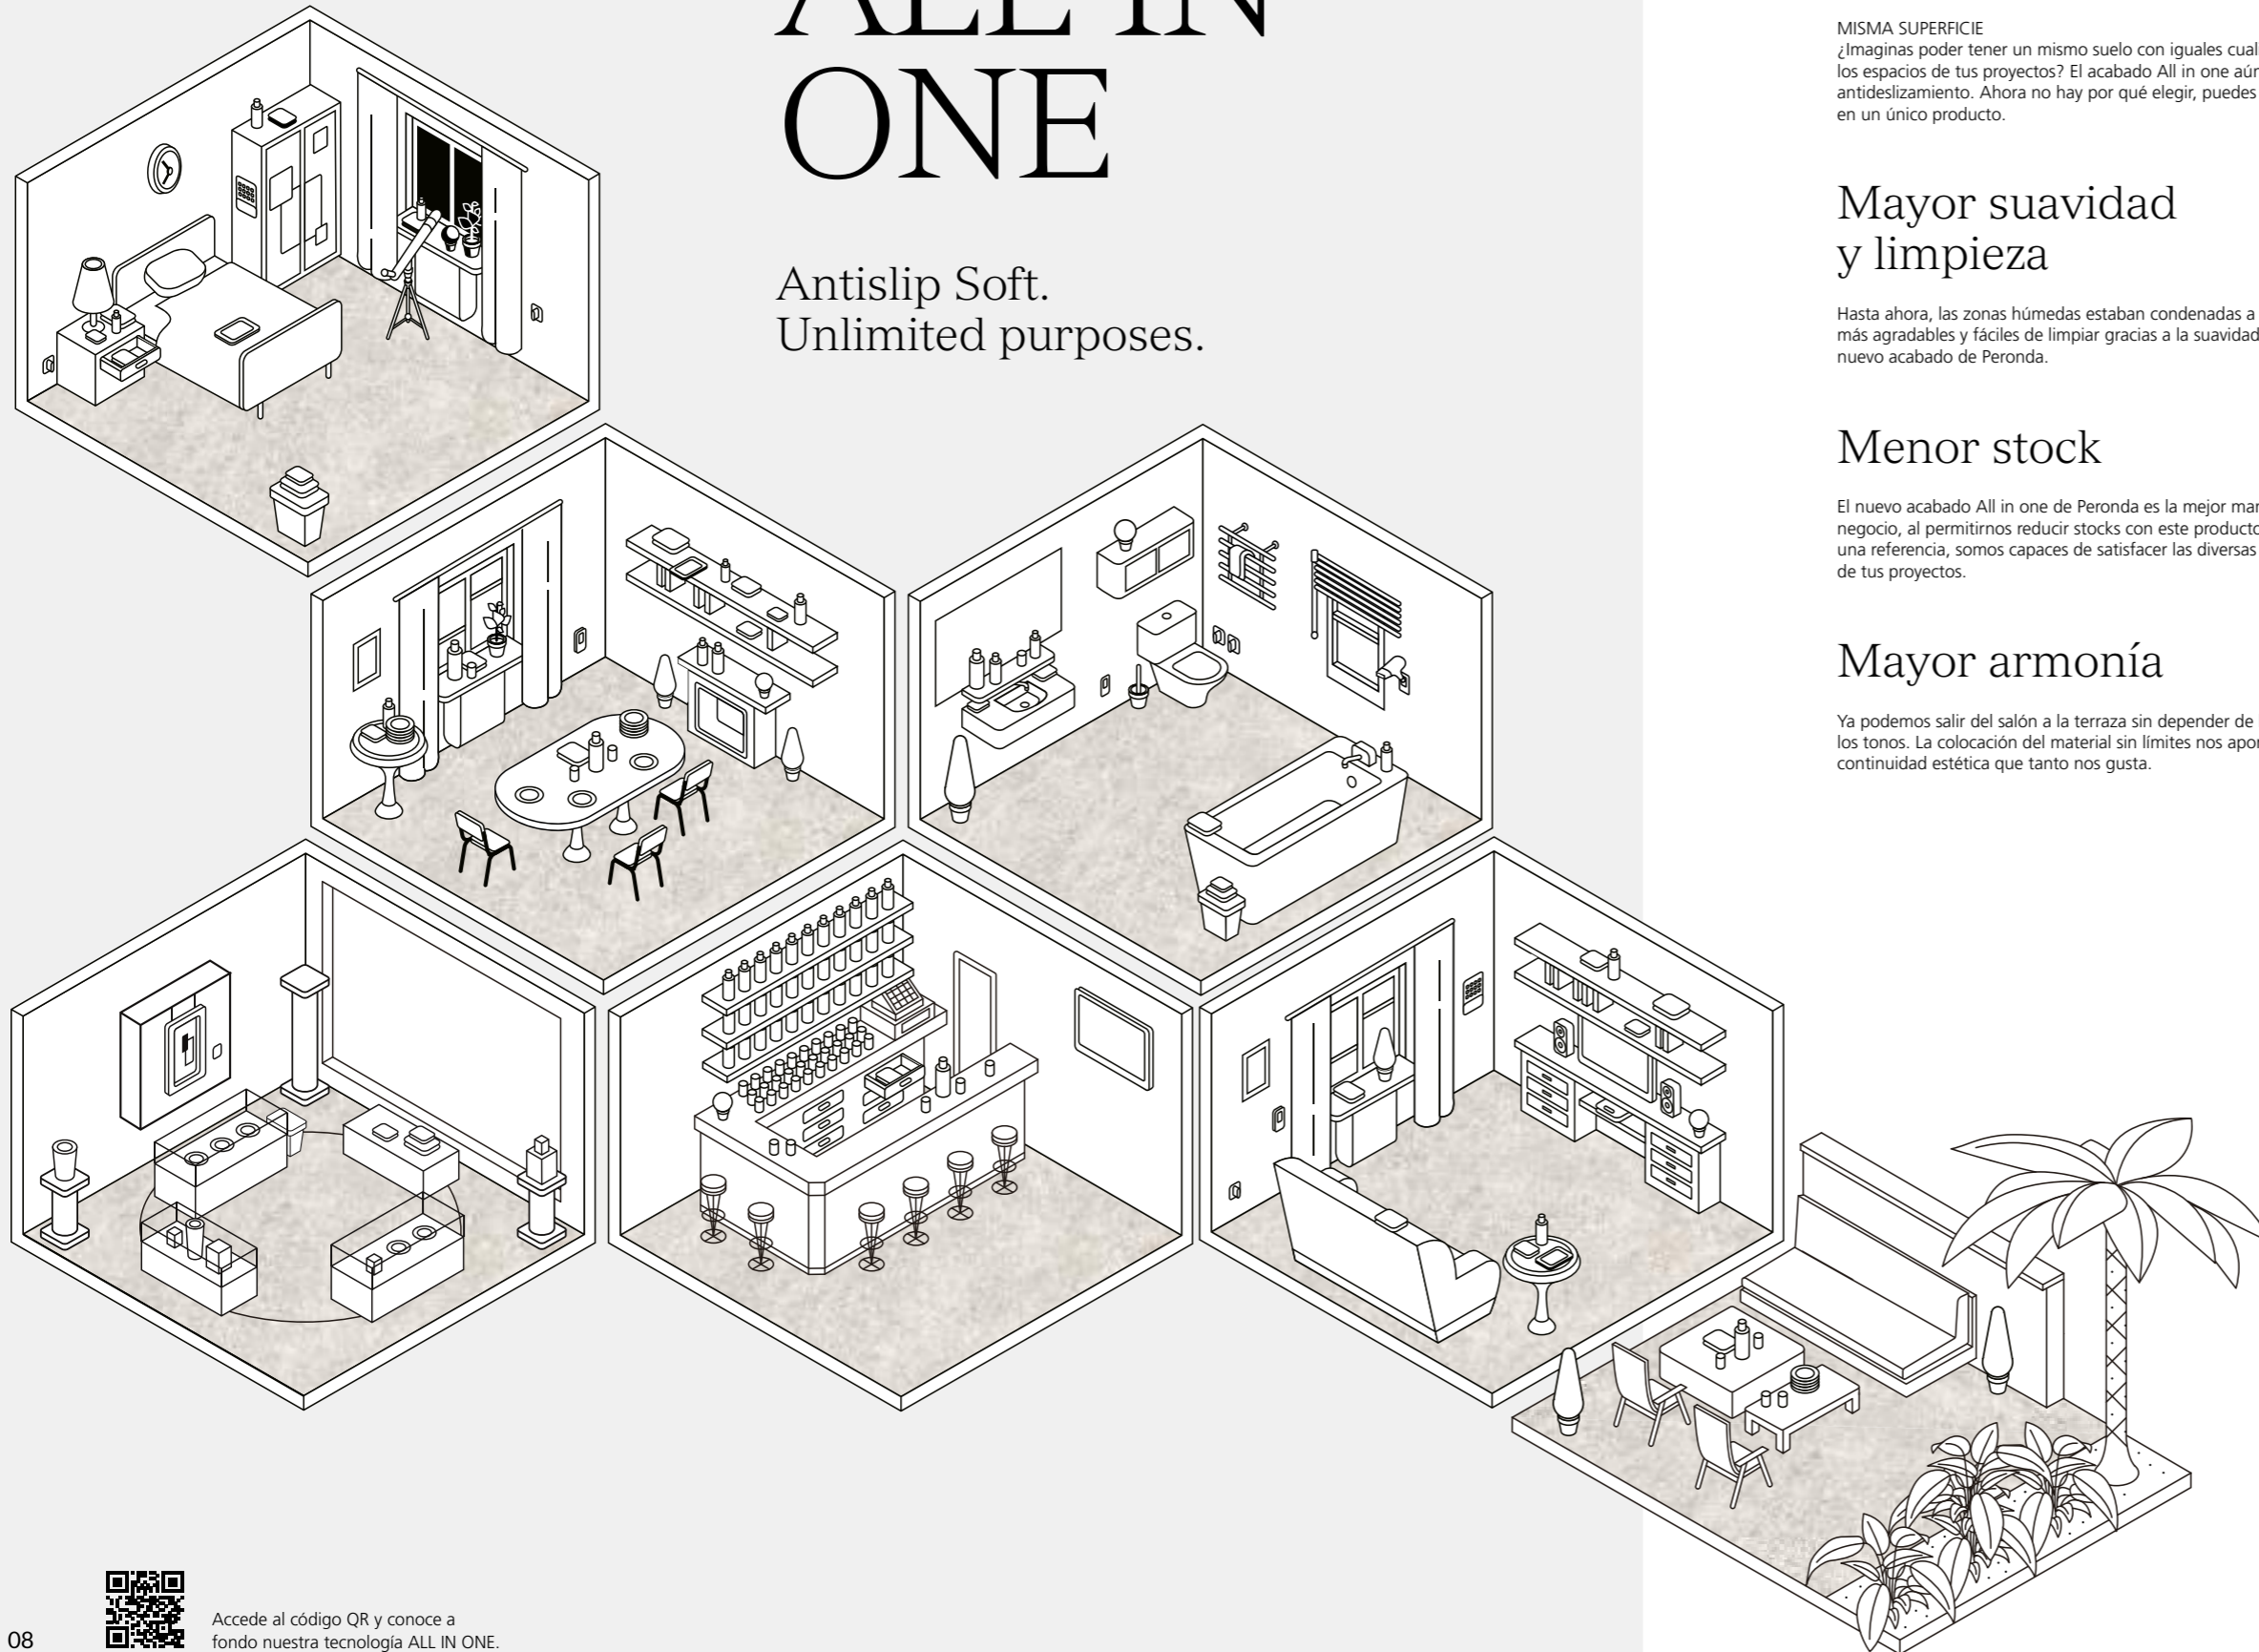 ALL IN
ONE
Antislip Soft.
Unlimited purposes.
MISMA SUPERFICIE
¿Imaginas poder tener un mismo suelo con iguales
los espacios de tus proyectos? El acabado All in one
antideslizamiento. Ahora no hay por qué elegir, puedes
en un único producto.
Mayor suavidad
y limpieza
Hasta ahora, las zonas húmedas estaban condenadas a
más agradables y fáciles de limpiar gracias a la suavidad
nuevo acabado de Peronda.
Menor stock
El nuevo acabado All in one de Peronda es la mejor
negocio, al permitirnos reducir stocks con este producto
una referencia, somos capaces de satisfacer las diversas
de tus proyectos.
Mayor armonía
Ya podemos salir del salón a la terraza sin depender de
los tonos. La colocación del material sin límites nos
continuidad estética que tanto nos gusta.
Accede al código QR y conoce a
fondo nuestra tecnología ALL IN ONE.
08